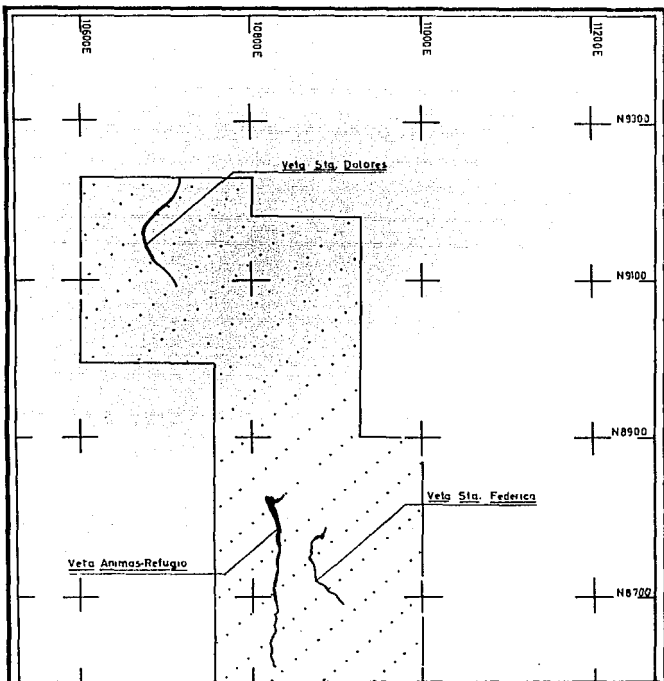 10600E
10800E
11000E
11200E
N9300
Veta Sta. Dolores
N9100
N8900
Veta Sta. Federica
Veta Animas-Refugio
N8700